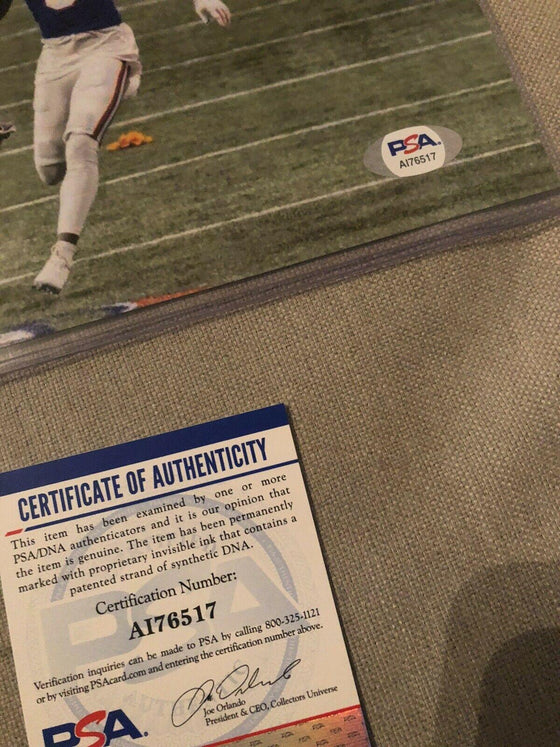 PSA.
AI76517
CERTIFICATE OF AUTHENTICITY
This item has been examined by one or more
PSA/DNA authenticators and it is our opinion that
the item is genuine. The item has been permanently
marked with proprietary invisible ink that contains a
patented strand of synthetic DNA.
Certification Number:
AI76517
Verification inquiries can be made to PSA by calling 800-325-1121
or by visiting PSAcard.com and entering the certification number above.
Joe Orlando
Joe Orlando
President & CEO, Collectors Universe
PSA.